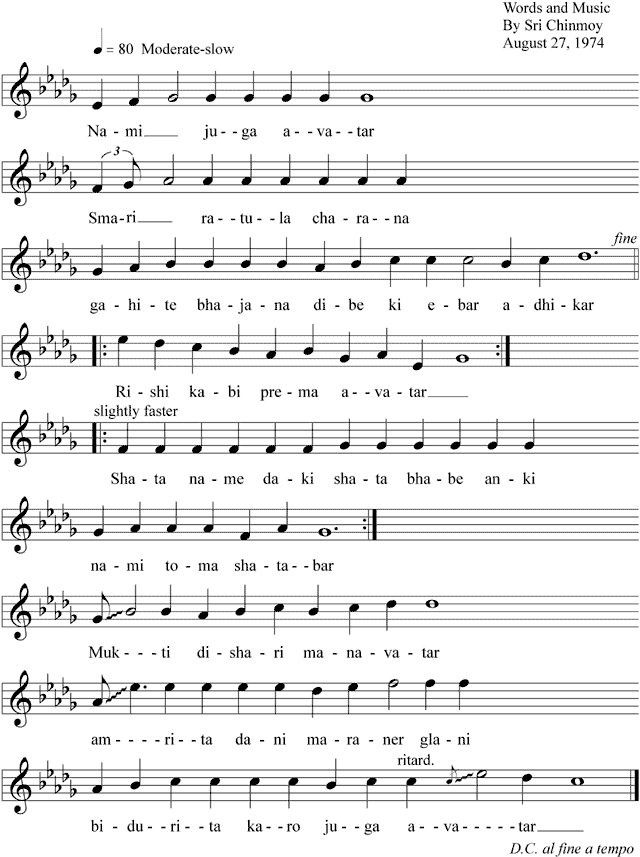 Words and Music
By Sri Chinmoy
August 27, 1974
= 80 Moderate-slow
Na - mi____ ju - - ga a - - va - - tar
3
Sma-ri____ ra - - tu - - la cha - ra - - na
fine
ga - hi - te bha - ja - na di - be ki e - bar a - dhi - kar
Ri - shi ka - bi pre - ma a - - va - tar____
slightly faster
Sha - ta na - me da - ki sha - ta bha - be an - ki
na - mi to - ma sha - ta - - bar
Muk - - - ti di - sha - ri ma - na - va - tar
am - - - - ri - - ta da - ni ma - ra - ner gla - ni
ritard.
bi - du - ri - ta ka - - ro ju - ga a - - va - - - - - tar____
D.C. al fine a tempo